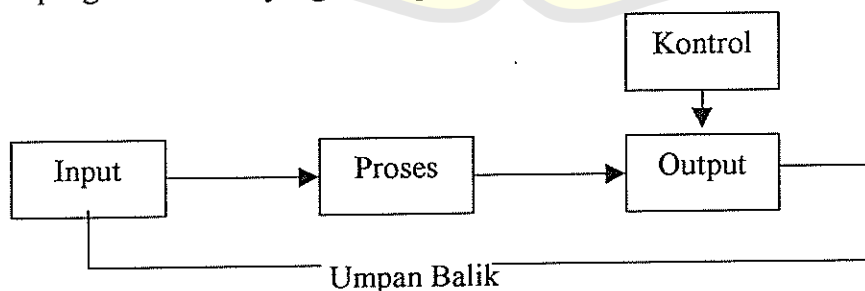 Kontrol
Input
Proses
Output
Umpan Balik